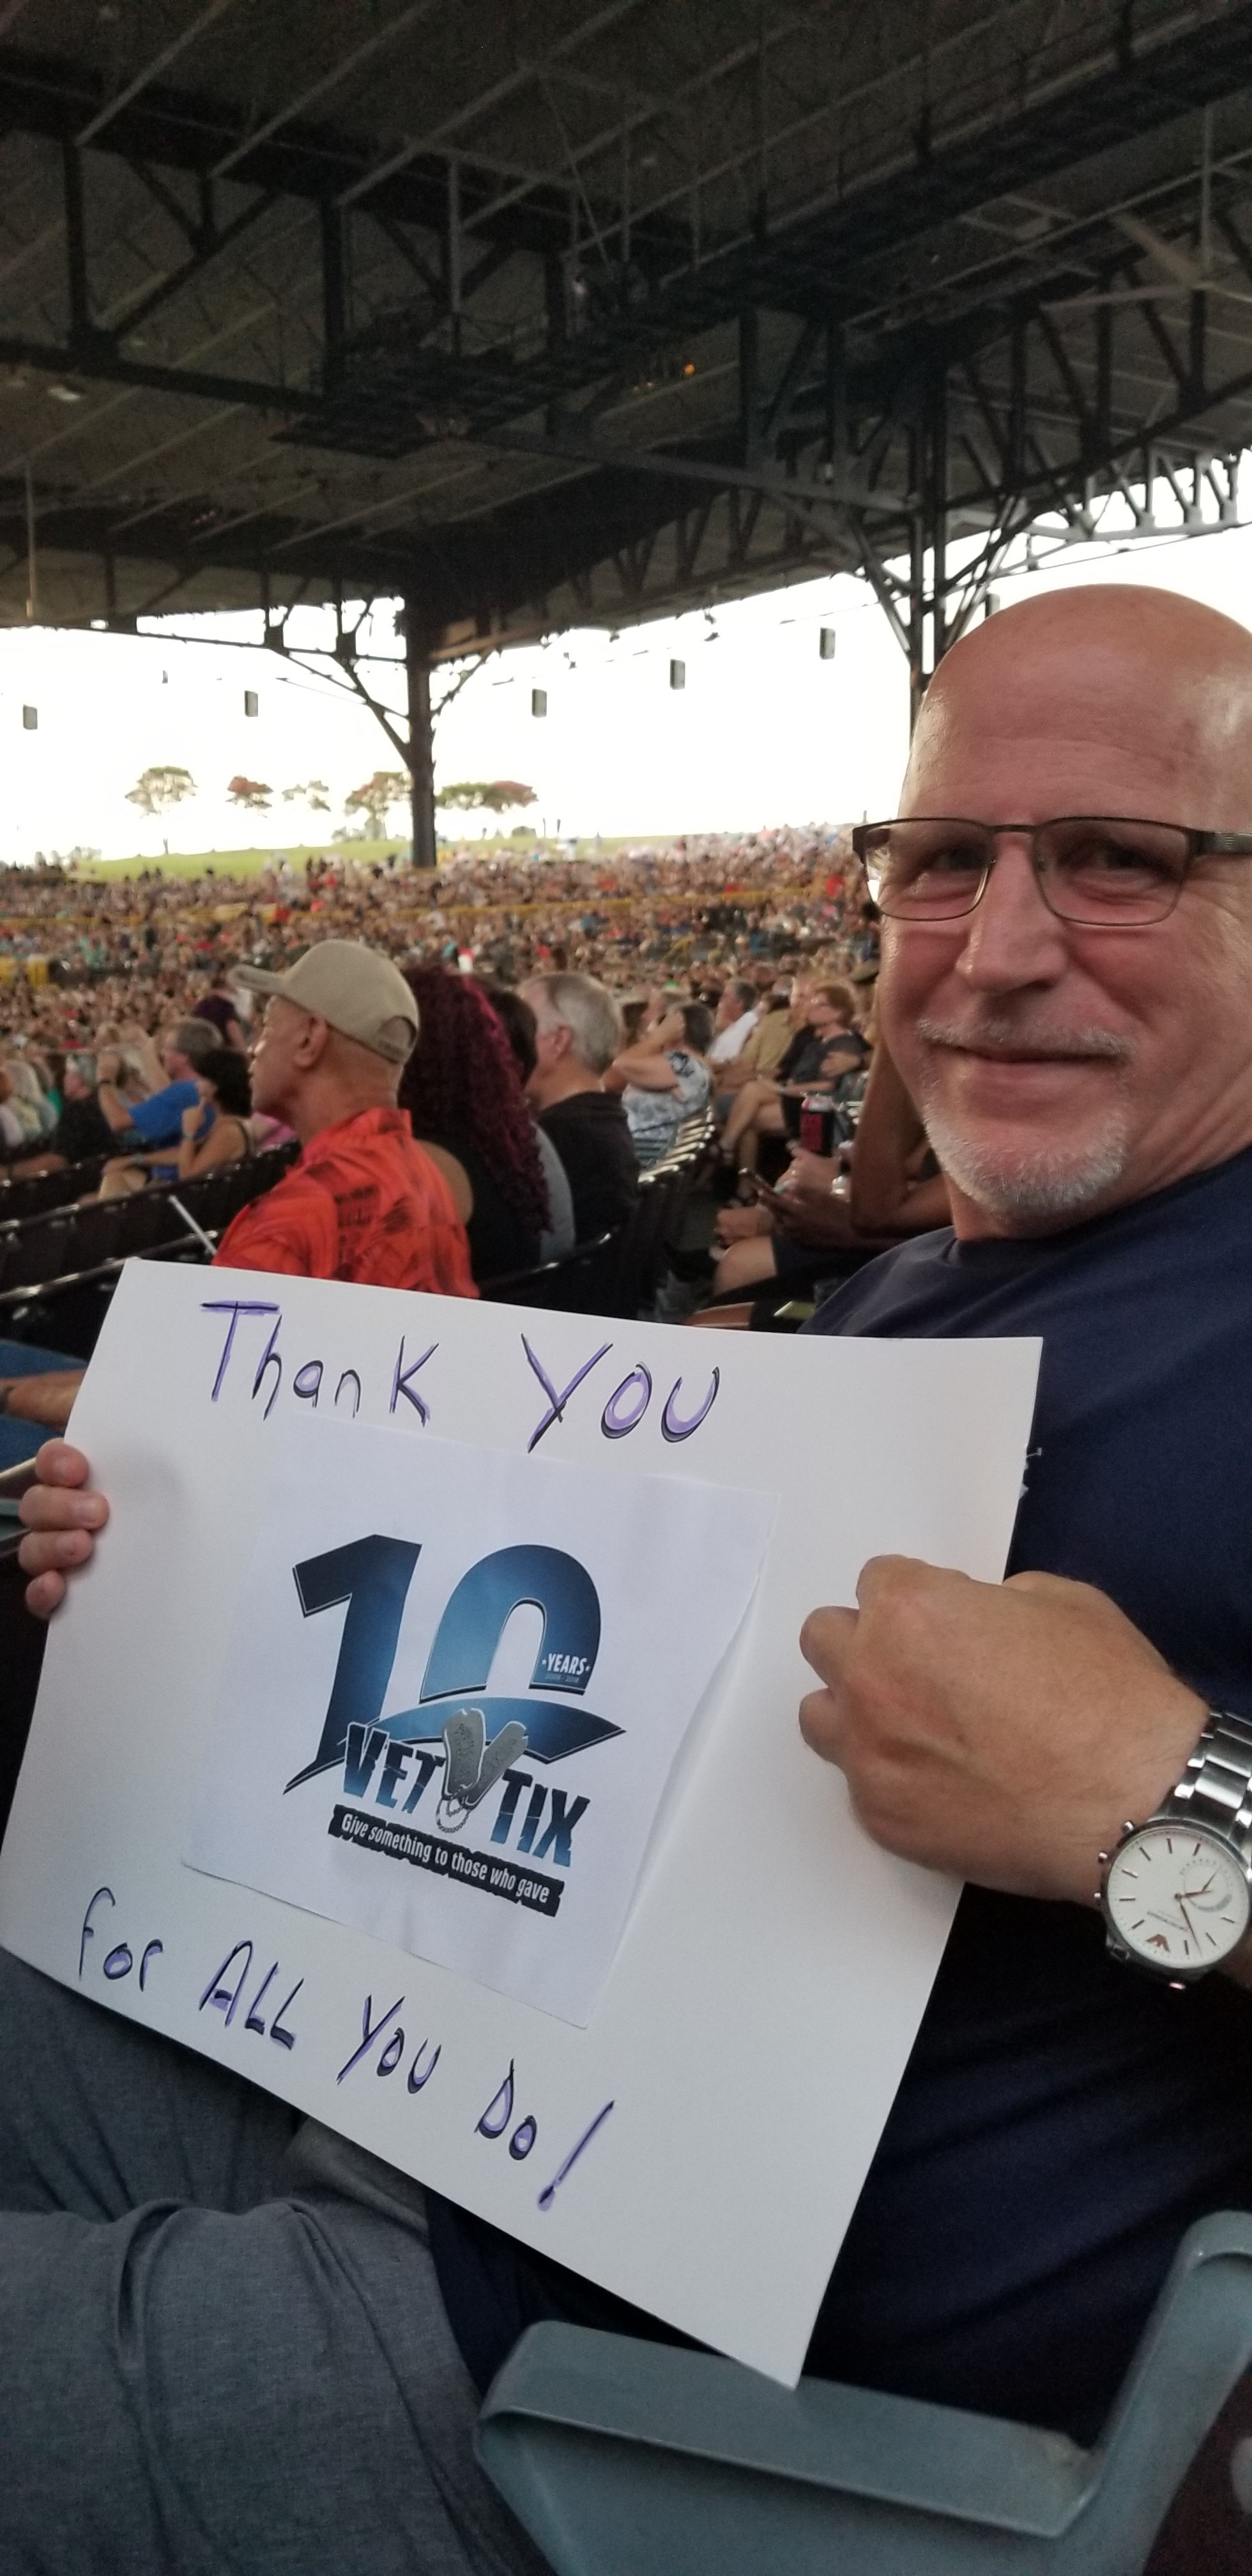 Thank You
10
•YEARS•
VET TIX
Give something to those who gave
for ALL You Do!